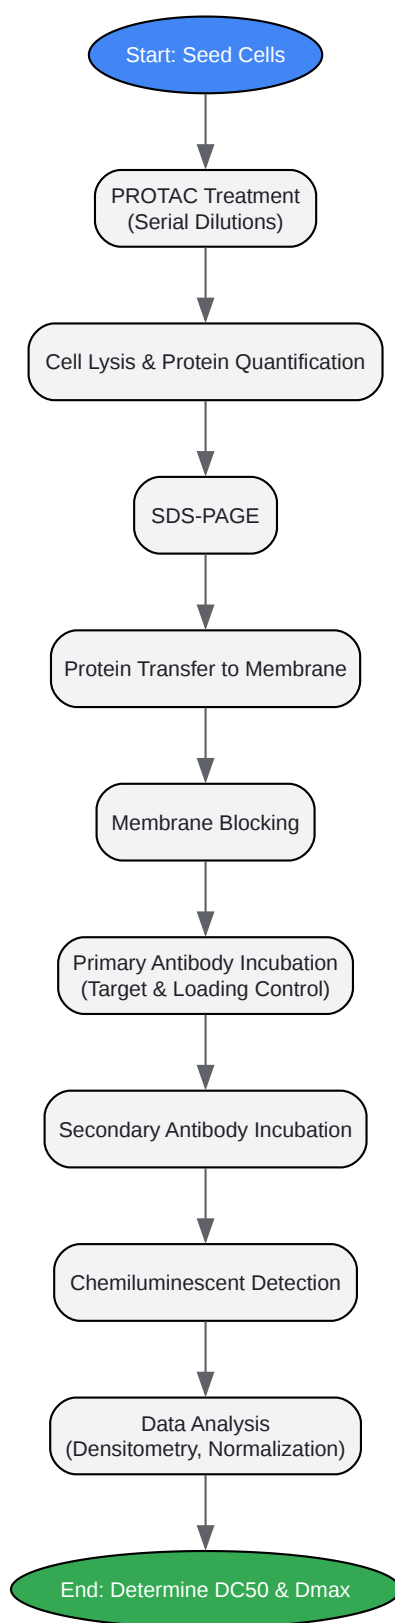 Start: Seed Cells
PROTAC Treatment
(Serial Dilutions)
Cell Lysis & Protein Quantification
SDS-PAGE
Protein Transfer to Membrane
Membrane Blocking
Primary Antibody Incubation
(Target & Loading Control)
Secondary Antibody Incubation
Chemiluminescent Detection
Data Analysis
(Densitometry, Normalization)
End: Determine DC50 & Dmax